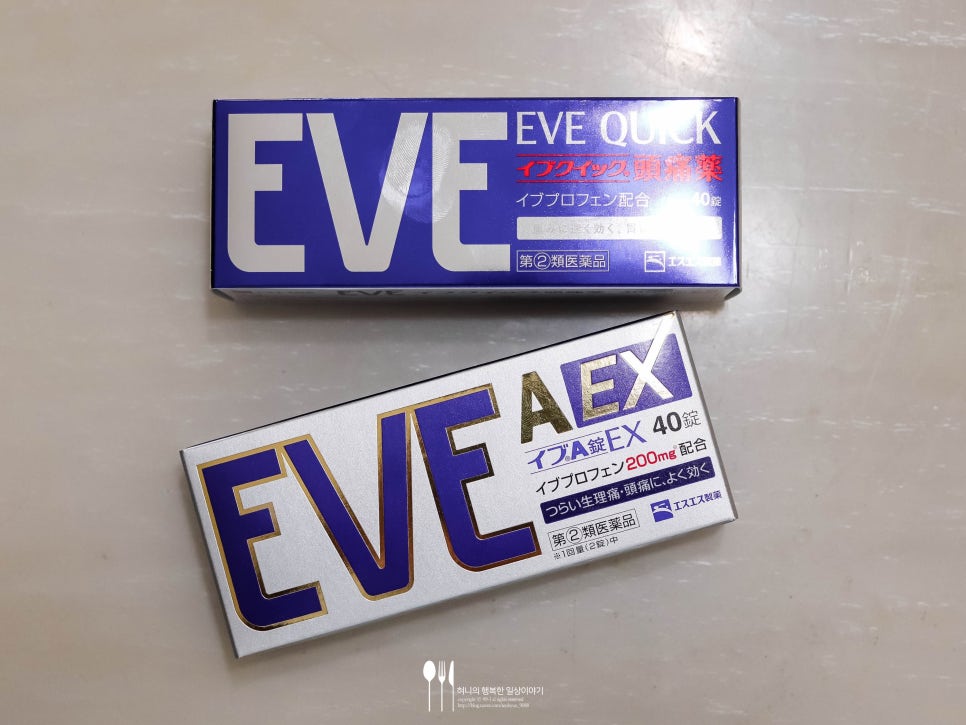 EVE
EVE QUICK
イブクイック 頭痛薬
イブプロフェン配合 40錠
く効く、
第②類医薬品
エスエス
EVE
A EX
イブA錠EX 40錠
イブプロフェン200mg※配合
つらい生理痛・頭痛に、よく効く
第②類医薬品
エスエス製薬
※1回量(2錠)中
허니의 행복한 일상이야기